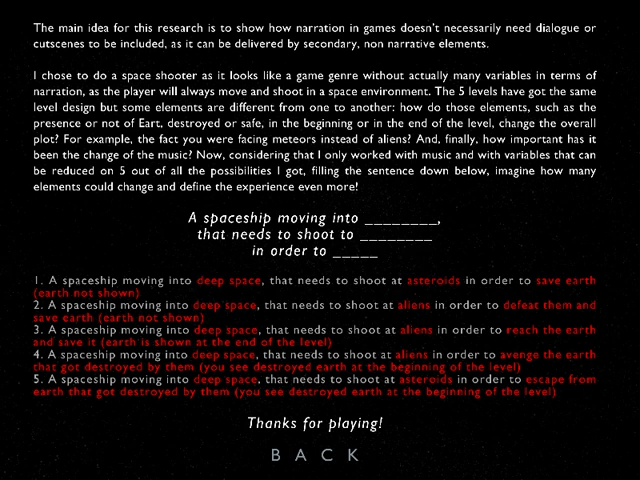 The main idea for this research is to show how narration in games doesn't necessarily need dialogue or
cutscenes to be included, as it can be delivered by secondary, non narrative elements.
I chose to do a space shooter as it looks like a game genre without actually many variables in terms of
narration, as the player will always move and shoot in a space environment. The 5 levels have got the same
level design but some elements are different from one to another: how do those elements, such as the
presence or not of Eart, destroyed or safe, in the beginning or in the end of the level, change the overall
plot? For example, the fact you were facing meteors instead of aliens? And, finally, how important has it
been the change of the music? Now, considering that I only worked with music and with variables that can
be reduced on 5 out of all the possibilities I got, filling the sentence down below, imagine how many
elements could change and define the experience even more!
A spaceship moving into ________,
that needs to shoot to ________
in order to _____
1. A spaceship moving into deep space, that needs to shoot at asteroids in order to save earth
(earth not shown)
2. A spaceship moving into deep space, that needs to shoot at aliens in order to defeat them and
save earth (earth not shown)
3. A spaceship moving into deep space, that needs to shoot at aliens in order to reach the earth
and save it (earth is shown at the end of the level)
4. A spaceship moving into deep space, that needs to shoot at aliens in order to avenge the earth
that got destroyed by them (you see destroyed earth at the beginning of the level)
5. A spaceship moving into deep space, that needs to shoot at asteroids in order to escape from
earth that got destroyed by them (you see destroyed earth at the beginning of the level)
Thanks for playing!
BACK